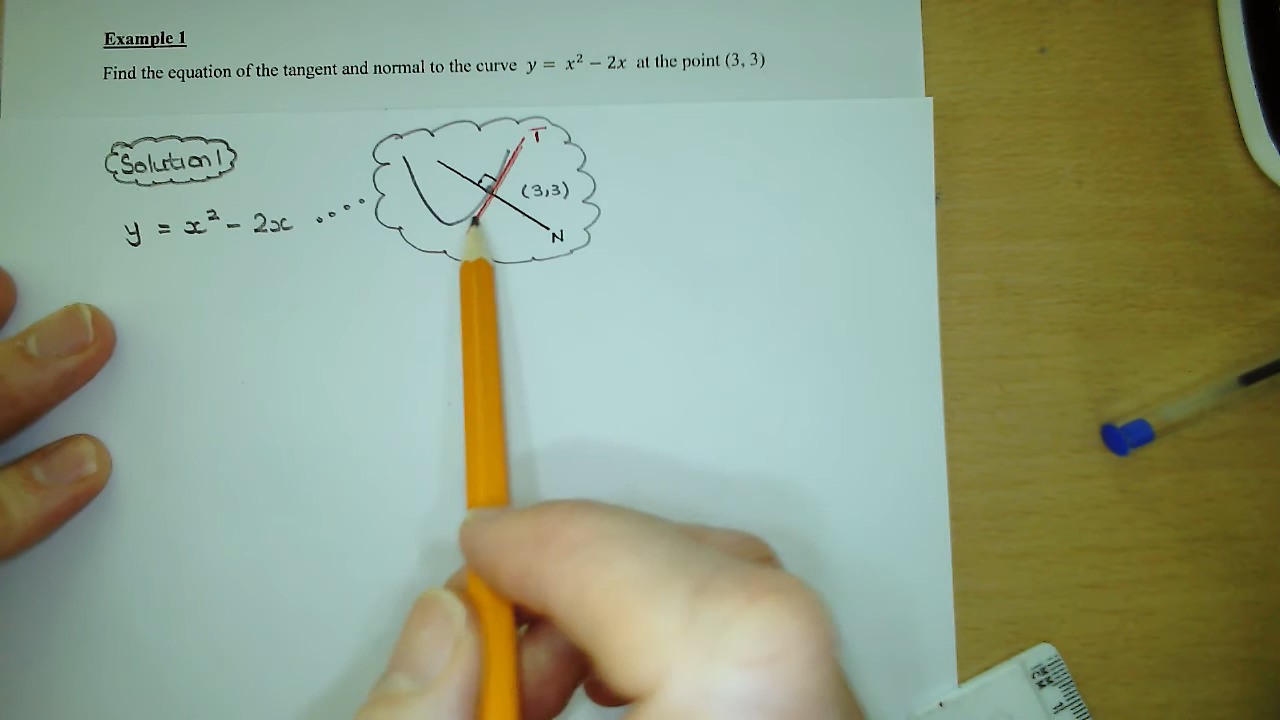 Example 1
Find the equation of the tangent and normal to the curve y = x² − 2x at the point (3, 3)
Solution!
T
(3,3)
y = x² − 2x
N